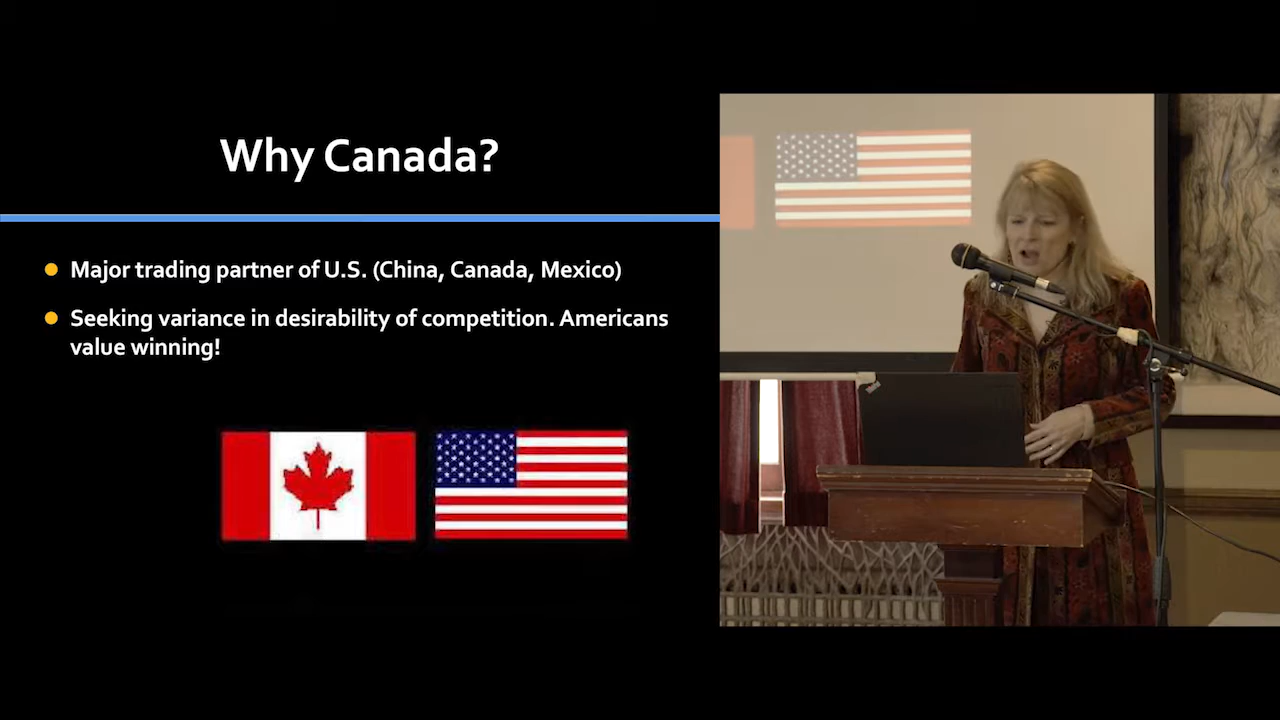 Why Canada?
Major trading partner of U.S. (China, Canada, Mexico)
Seeking variance in desirability of competition. Americans
value winning!